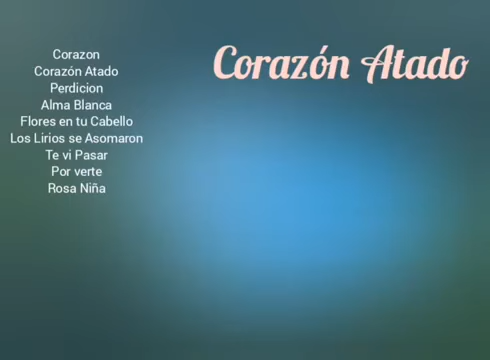 Corazón Atado
Corazon
Corazón Atado
Perdicion
Alma Blanca
Flores en tu Cabello
Los Lirios se Asomaron
Te vi Pasar
Por verte
Rosa Niña